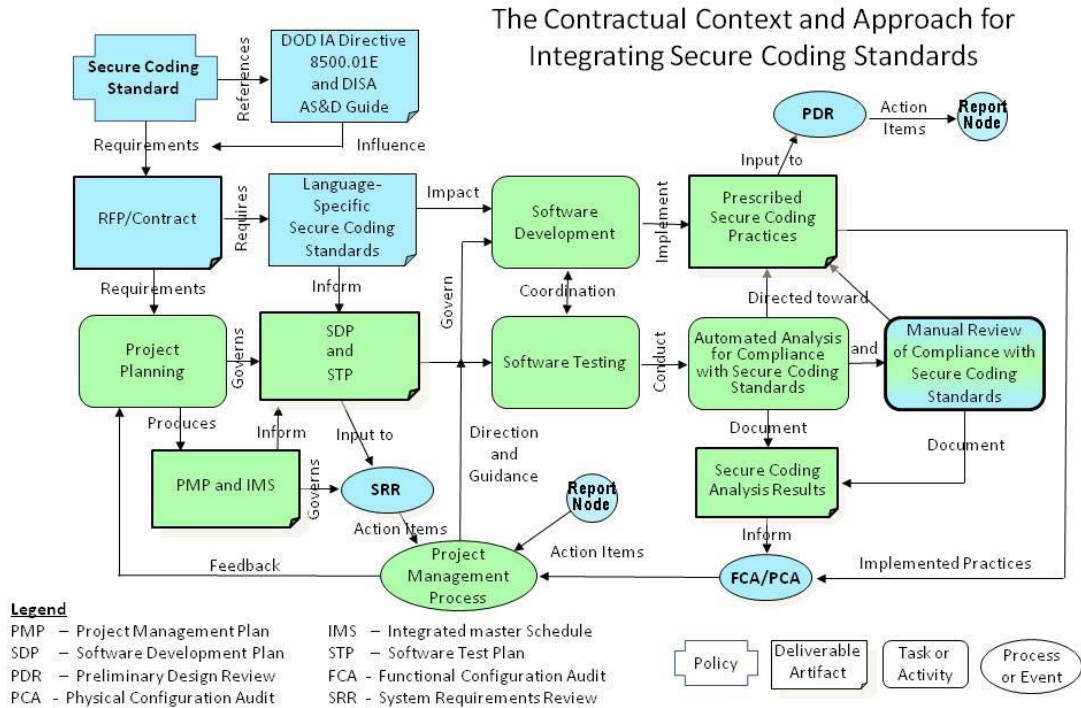 The Contractual Context and Approach for
Integrating Secure Coding Standards
Secure Coding
Standard
References
DOD IA Directive
8500.01E
and DISA
AS&D Guide
Requirements
Influence
PDR
Action
Items
Report
Node
Input to
RFP/Contract
Requires
Language-
Specific
Secure Coding
Standards
Impact
Software
Development
Implement
Prescribed
Secure Coding
Practices
Requirements
Inform
Govern
Coordination
Directed toward
Project
Planning
Governs
SDP
and
STP
Software Testing
Conduct
Automated Analysis
for Compliance
with Secure Coding
Standards
and
Manual Review
of Compliance with
Secure Coding
Standards
Produces
Inform
Input to
Direction
and
Guidance
Document
Document
PMP and IMS
Governs
SRR
Report
Node
Secure Coding
Analysis Results
Action Items
Inform
Feedback
Project
Management
Process
Action Items
FCA/PCA
Implemented Practices
Legend
PMP – Project Management Plan
SDP – Software Development Plan
PDR – Preliminary Design Review
PCA - Physical Configuration Audit
IMS – Integrated master Schedule
STP – Software Test Plan
FCA - Functional Configuration Audit
SRR – System Requirements Review
Policy
Deliverable
Artifact
Task or
Activity
Process
or Event